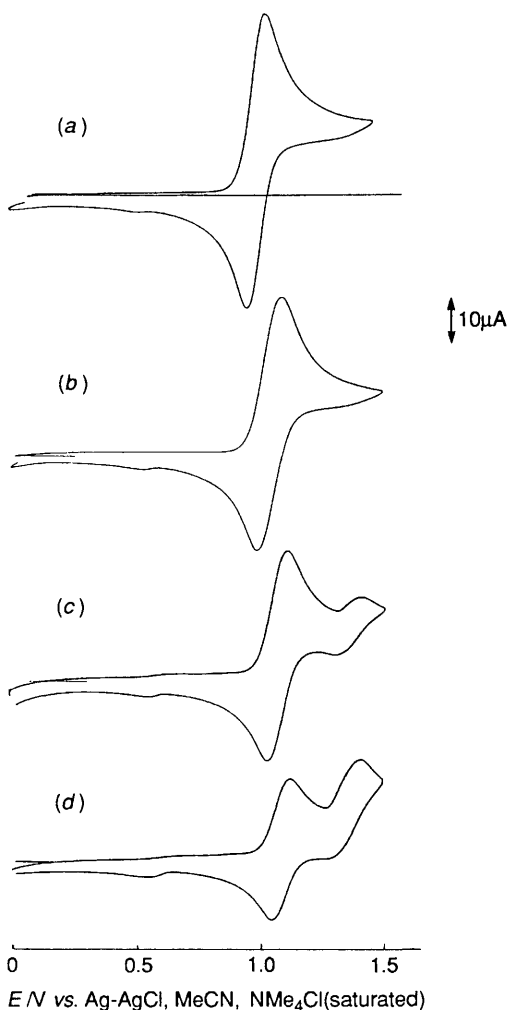 (a)
10μA
(b)
(c)
(d)
0 0.5 1.0 1.5
E /V vs. Ag-AgCl, MeCN, NMe₄Cl(saturated)